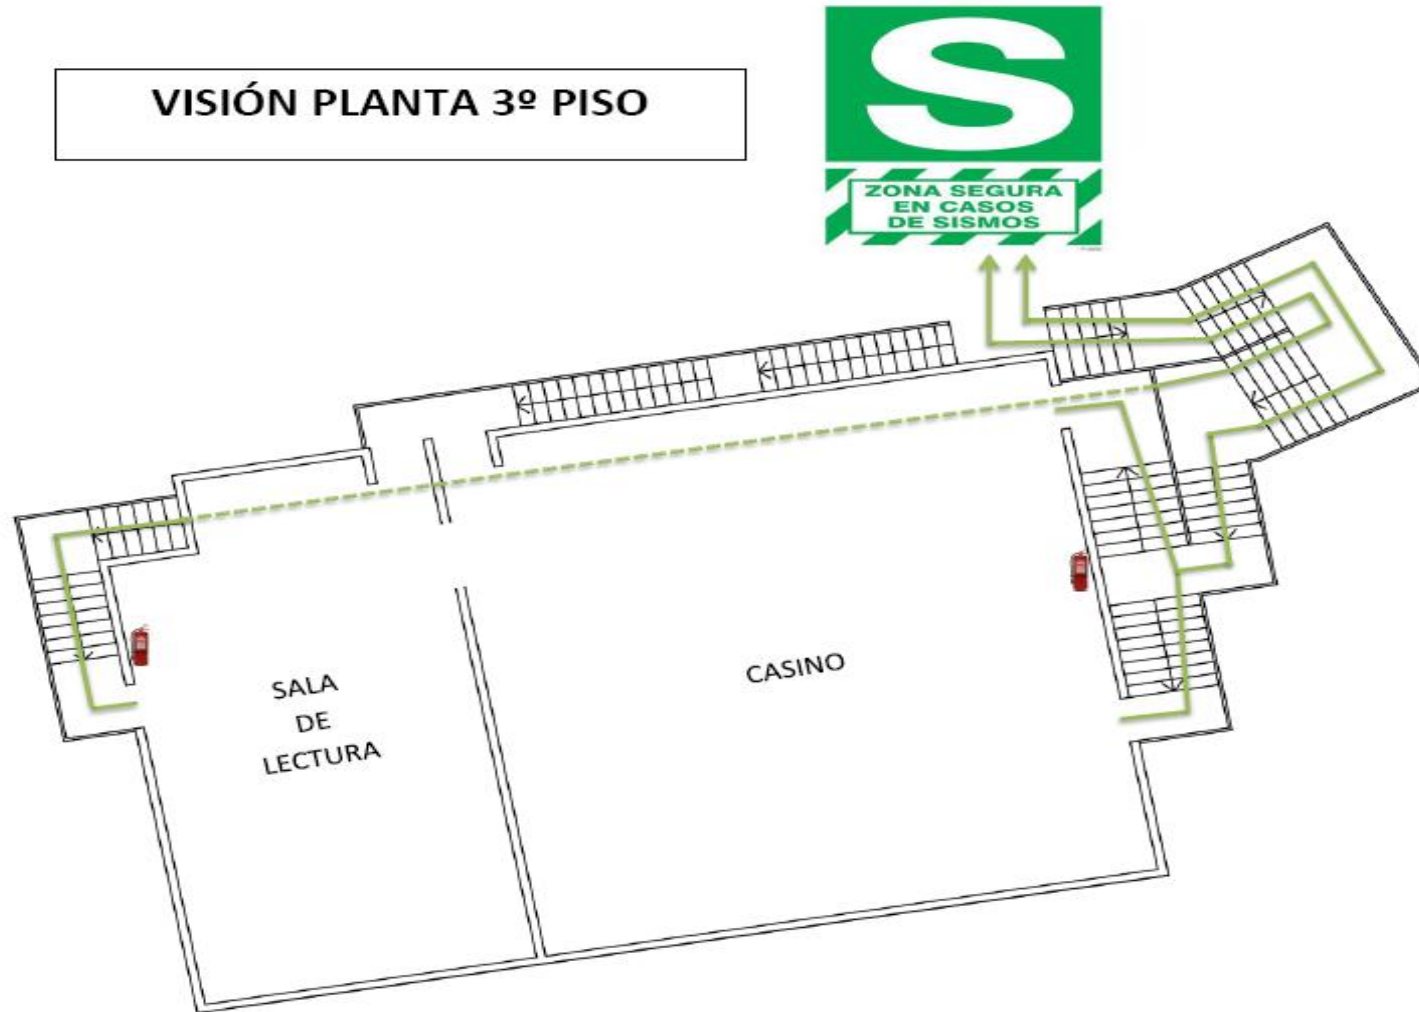 VISIÓN PLANTA 3º PISO
S
ZONA SEGURA
EN CASOS
DE SISMOS
SALA
DE
LECTURA
CASINO